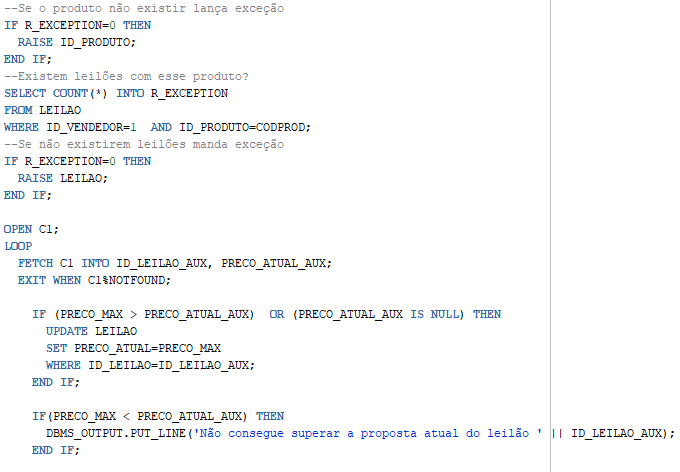 --Se o produto não existir lança exceção
IF R_EXCEPTION=0 THEN
  RAISE ID_PRODUTO;
END IF;
--Existem leilões com esse produto?
SELECT COUNT(*) INTO R_EXCEPTION
FROM LEILAO
WHERE ID_VENDEDOR=1  AND ID_PRODUTO=CODPROD;
--Se não existirem leilões manda exceção
IF R_EXCEPTION=0 THEN
  RAISE LEILAO;
END IF;

OPEN C1;
LOOP
  FETCH C1 INTO ID_LEILAO_AUX, PRECO_ATUAL_AUX;
  EXIT WHEN C1%NOTFOUND;

    IF (PRECO_MAX > PRECO_ATUAL_AUX)  OR (PRECO_ATUAL_AUX IS NULL) THEN
      UPDATE LEILAO
      SET PRECO_ATUAL=PRECO_MAX
      WHERE ID_LEILAO=ID_LEILAO_AUX;
    END IF;

    IF(PRECO_MAX < PRECO_ATUAL_AUX) THEN
      DBMS_OUTPUT.PUT_LINE('Não consegue superar a proposta atual do leilão ' || ID_LEILAO_AUX);
    END IF;